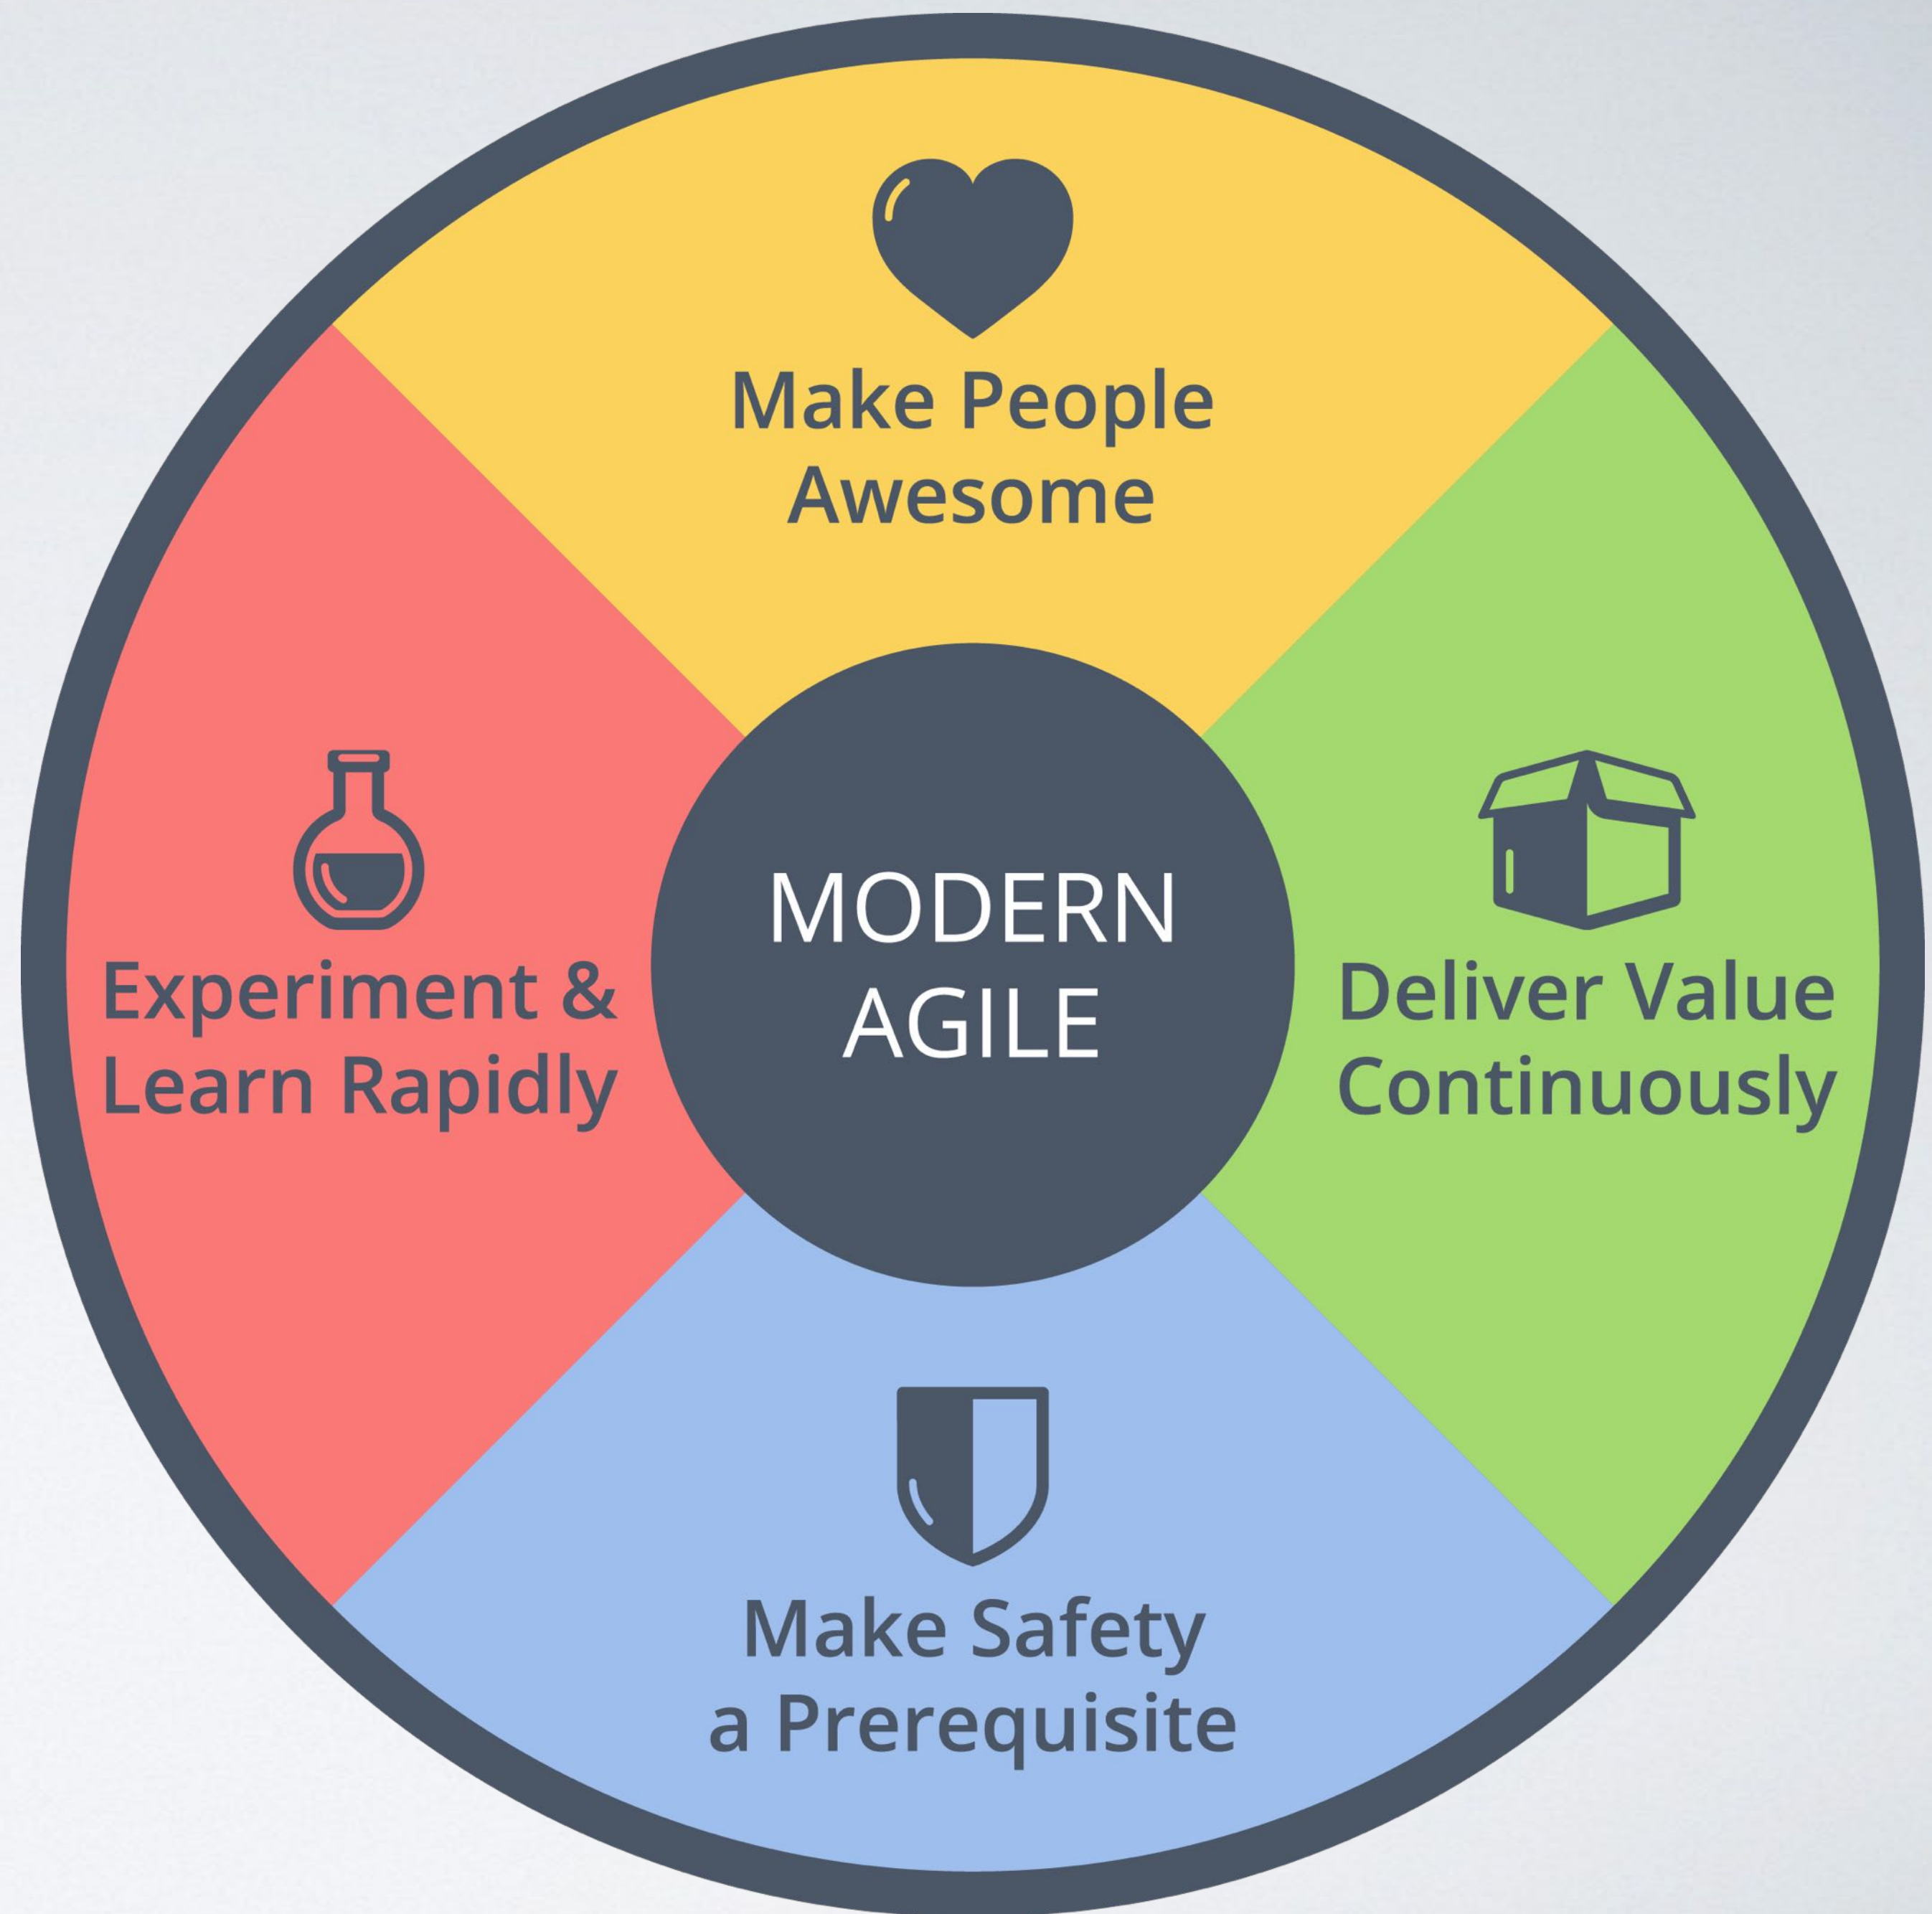 Make People
Awesome
Experiment &
Learn Rapidly
MODERN
AGILE
Deliver Value
Continuously
Make Safety
a Prerequisite